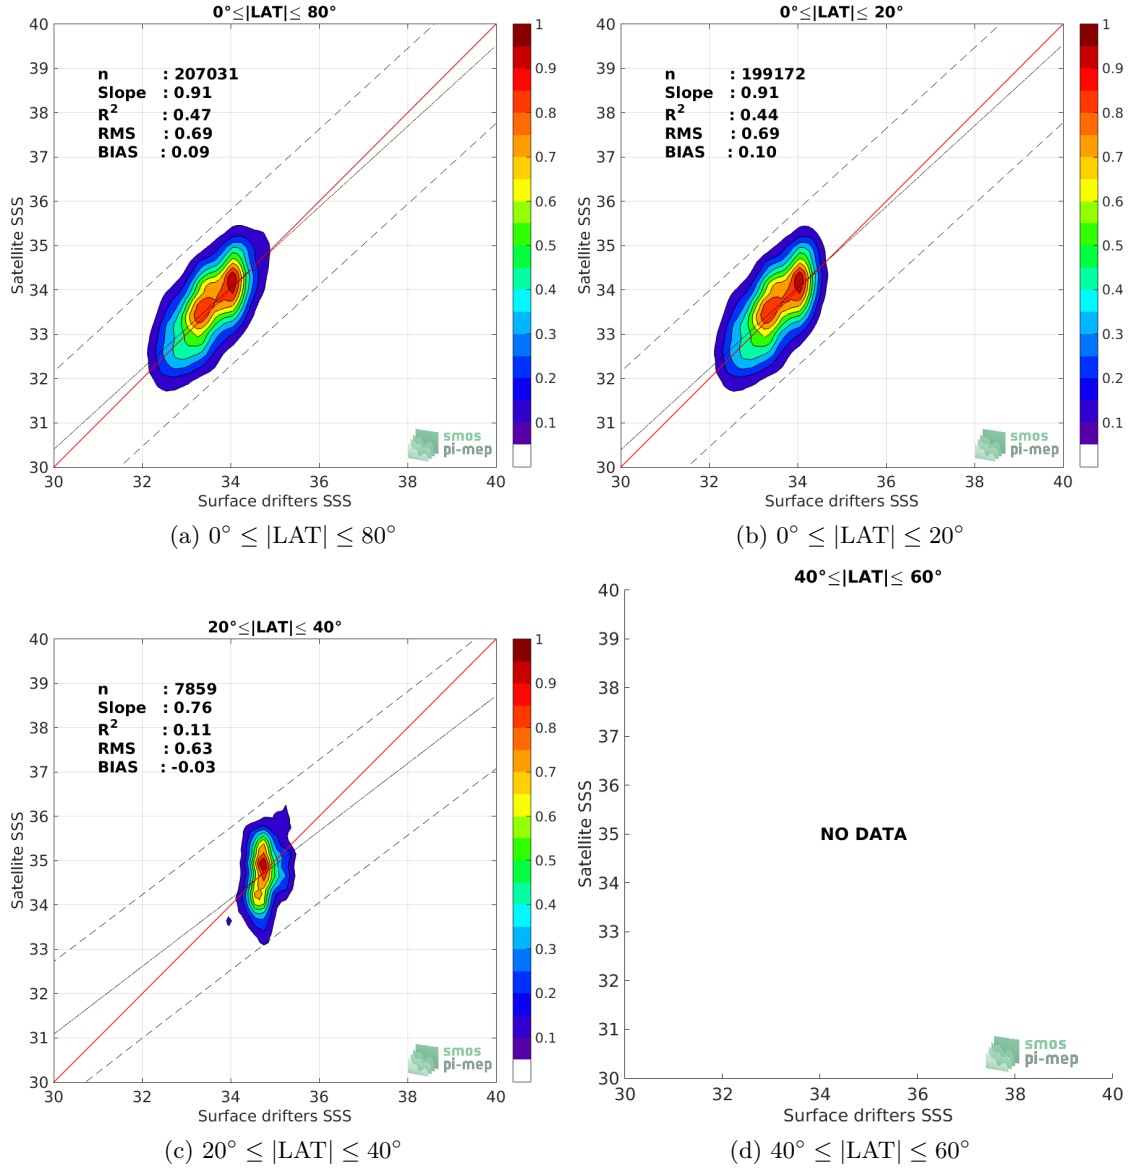 0°≤|LAT|≤ 80°
n : 207031
Slope : 0.91
R2 : 0.47
RMS : 0.69
BIAS : 0.09
Satellite SSS
40
39
38
37
36
35
34
33
32
31
30
30 32 34 36 38 40
Surface drifters SSS
1
0.9
0.8
0.7
0.6
0.5
0.4
0.3
0.2
0.1
smos
pi-mep
(a) 0° ≤ |LAT| ≤ 80°
0°≤|LAT|≤ 20°
n : 199172
Slope : 0.91
R2 : 0.44
RMS : 0.69
BIAS : 0.10
Satellite SSS
40
39
38
37
36
35
34
33
32
31
30
30 32 34 36 38 40
Surface drifters SSS
1
0.9
0.8
0.7
0.6
0.5
0.4
0.3
0.2
0.1
smos
pi-mep
(b) 0° ≤ |LAT| ≤ 20°
20°≤|LAT|≤ 40°
n : 7859
Slope : 0.76
R2 : 0.11
RMS : 0.63
BIAS : -0.03
Satellite SSS
40
39
38
37
36
35
34
33
32
31
30
30 32 34 36 38 40
Surface drifters SSS
1
0.9
0.8
0.7
0.6
0.5
0.4
0.3
0.2
0.1
smos
pi-mep
(c) 20° ≤ |LAT| ≤ 40°
40°≤|LAT|≤ 60°
Satellite SSS
40
39
38
37
36
35
34
33
32
31
30
NO DATA
30 32 34 36 38 40
Surface drifters SSS
smos
pi-mep
(d) 40° ≤ |LAT| ≤ 60°